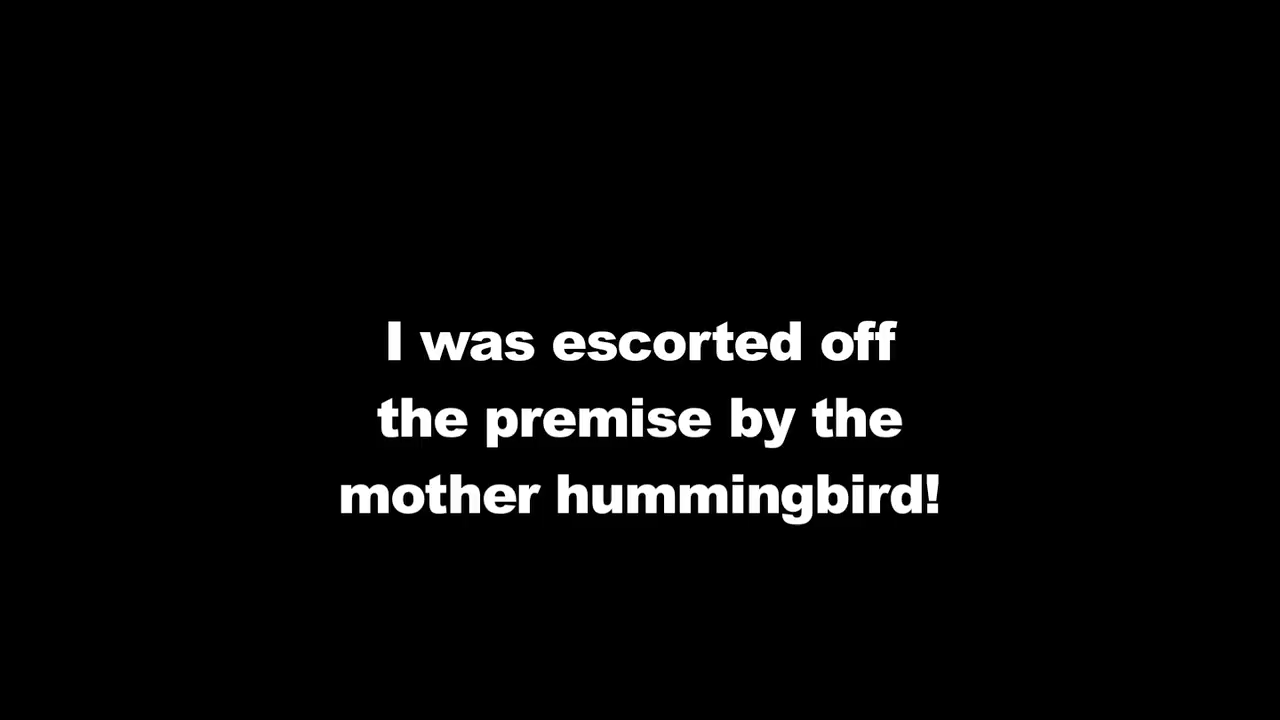 I was escorted off
the premise by the
mother hummingbird!